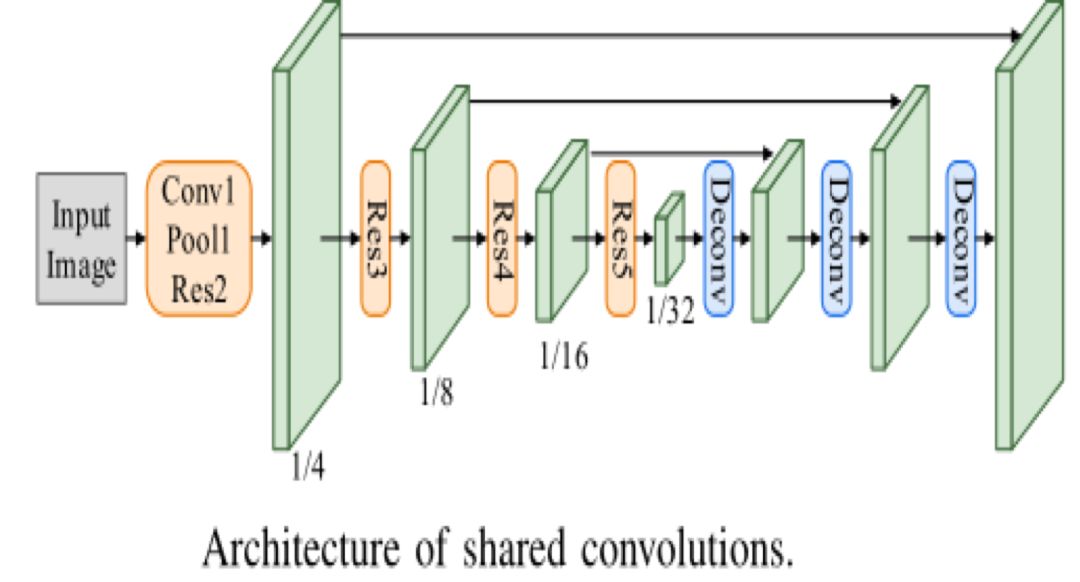 Input
Image
Conv1
Pool1
Res2
Res3
Res4
Res5
Deconv
Deconv
Deconv
1/4
1/8
1/16
1/32
Architecture of shared convolutions.